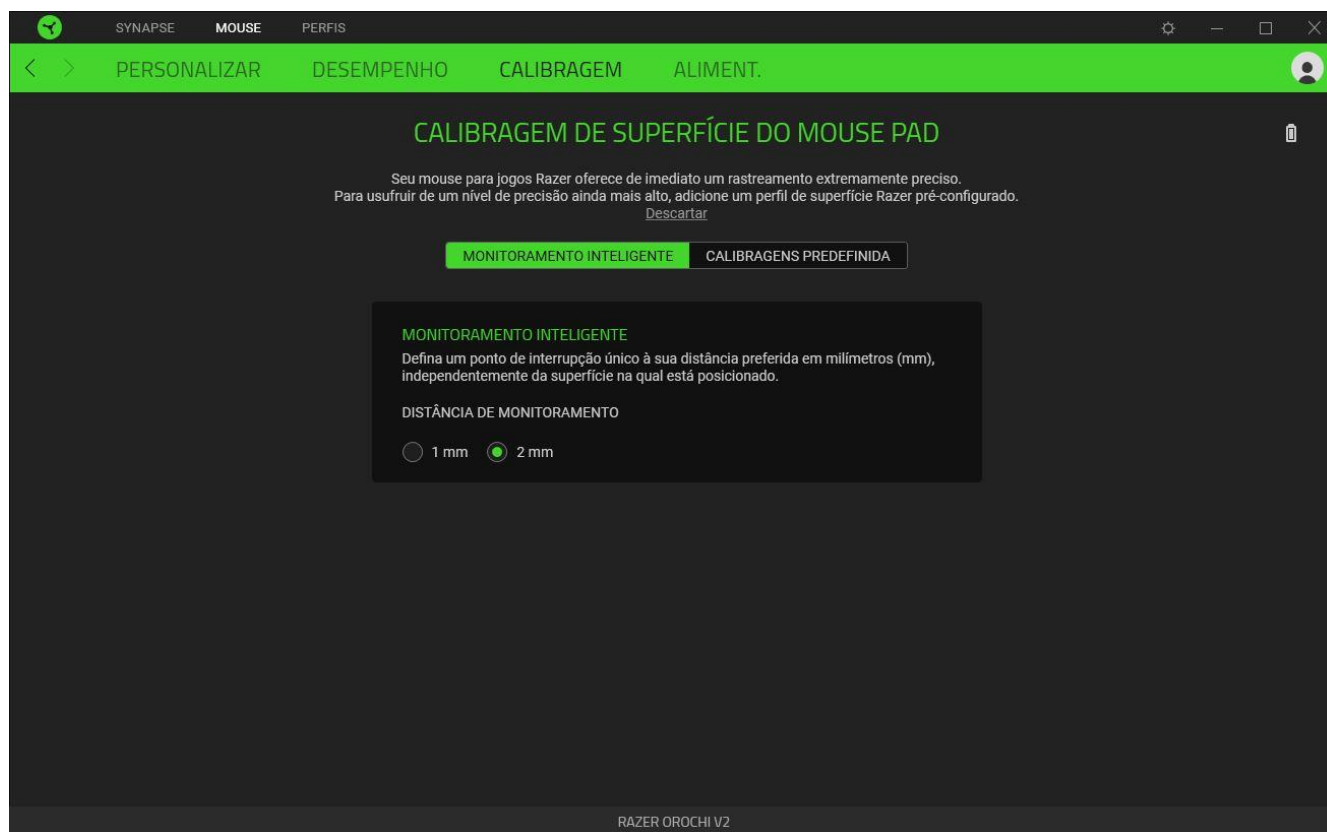 SYNAPSE MOUSE PERFIS
PERSONALIZAR DESEMPENHO CALIBRAGEM ALIMENT.
CALIBRAGEM DE SUPERFÍCIE DO MOUSE PAD
Seu mouse para jogos Razer oferece de imediato um rastreamento extremamente preciso.
Para usufruir de um nível de precisão ainda mais alto, adicione um perfil de superfície Razer pré-configurado.
Descartar
MONITORAMENTO INTELIGENTE CALIBRAGENS PREDEFINIDA
MONITORAMENTO INTELIGENTE
Defina um ponto de interrupção único à sua distância preferida em milímetros (mm),
independentemente da superfície na qual está posicionado.
DISTÂNCIA DE MONITORAMENTO
1 mm 2 mm
RAZER OROCHI V2